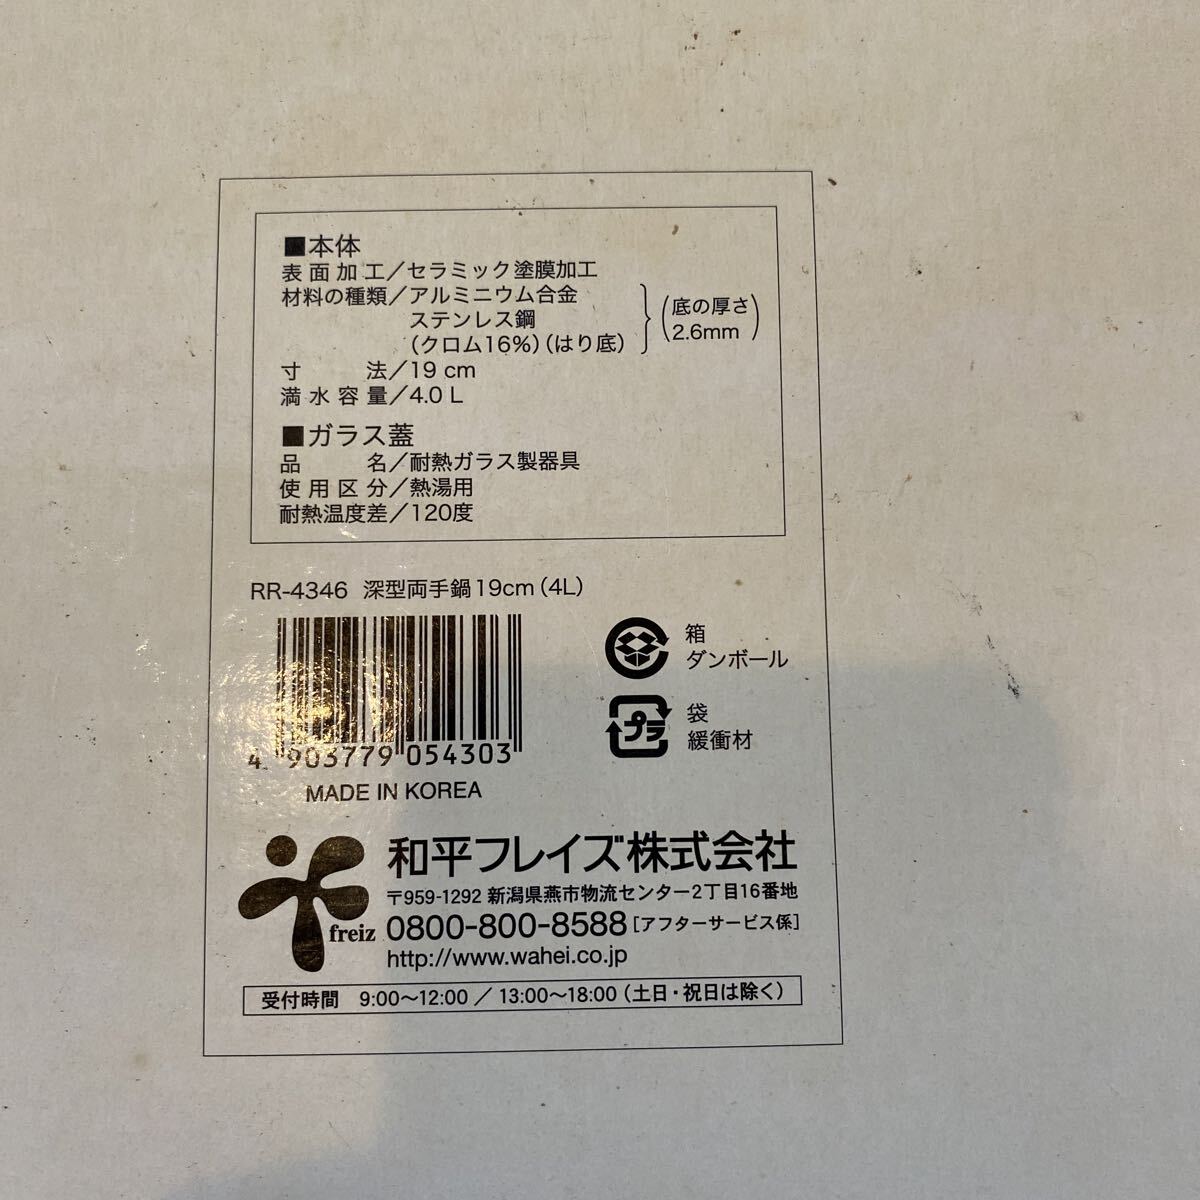 ■本体
表面加工／セラミック塗膜加工
材料の種類／アルミニウム合金
ステンレス鋼
(クロム16%)(はり底)
(底の厚さ
2.6mm)
寸法／19 cm
満水容量／4.0 L
■ガラス蓋
品名／耐熱ガラス製器具
使用区分／熱湯用
耐熱温度差／120度
RR-4346 深型両手鍋19cm(4L)
4 903779 054303
MADE IN KOREA
箱
ダンボール
プラ
袋
緩衝材
freiz
和平フレイズ株式会社
〒959-1292 新潟県燕市物流センター2丁目16番地
0800-800-8588[アフターサービス係]
http://www.wahei.co.jp
受付時間 9:00〜12:00 ／ 13:00〜18:00 (土日・祝日は除く)